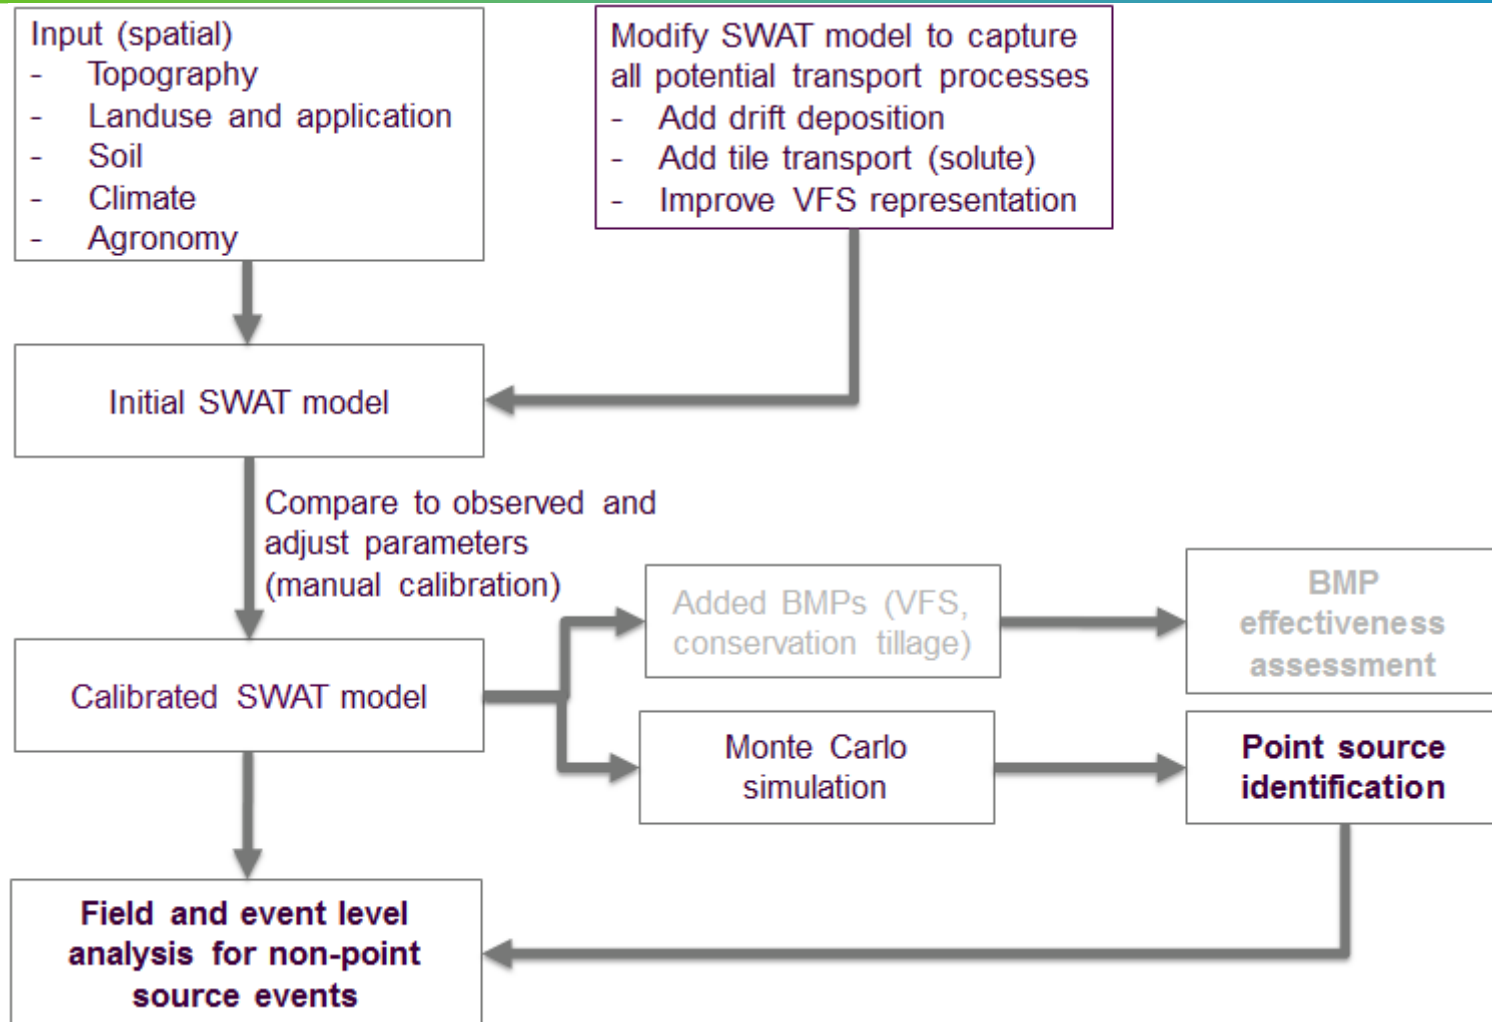 Input (spatial)
- Topography
- Landuse and application
- Soil
- Climate
- Agronomy
Modify SWAT model to capture
all potential transport processes
- Add drift deposition
- Add tile transport (solute)
- Improve VFS representation
Initial SWAT model
Compare to observed and
adjust parameters
(manual calibration)
Added BMPs (VFS,
conservation tillage)
BMP
effectiveness
assessment
Calibrated SWAT model
Monte Carlo
simulation
Point source
identification
Field and event level
analysis for non-point
source events